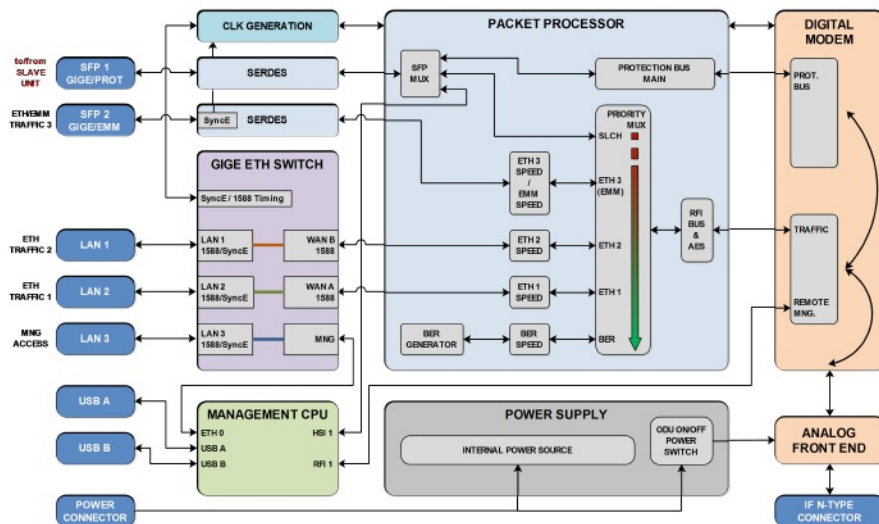 CLK GENERATION
PACKET PROCESSOR
DIGITAL
MODEM
to/from
SLAVE
UNIT
SFP 1
GIGE/PROT
SERDES
SFP
MUX
PROTECTION BUS
MAIN
PROT.
BUS
ETH/EMM
TRAFFIC 3
SFP 2
GIGE/EMM
SyncE
SERDES
PRIORITY
MUX
SLCH
GIGE ETH SWITCH
SyncE / 1588 Timing
ETH 3
SPEED
/
EMM
SPEED
ETH 3
(EMM)
RFI
BUS
&
AES
TRAFFIC
ETH
TRAFFIC 2
LAN 1
LAN 1
1588/SyncE
WAN B
1588
ETH 2
SPEED
ETH 2
ETH
TRAFFIC 1
LAN 2
LAN 2
1588/SyncE
WAN A
1588
ETH 1
SPEED
ETH 1
REMOTE
MNG.
MNG
ACCESS
LAN 3
LAN 3
1588/SyncE
MNG
BER
GENERATOR
BER
SPEED
BER
USB A
USB B
MANAGEMENT CPU
ETH 0
HSI 1
USB A
USB B
RFI 1
POWER SUPPLY
INTERNAL POWER SOURCE
ODU ON/OFF
POWER
SWITCH
ANALOG
FRONT END
POWER
CONNECTOR
IF N-TYPE
CONNECTOR